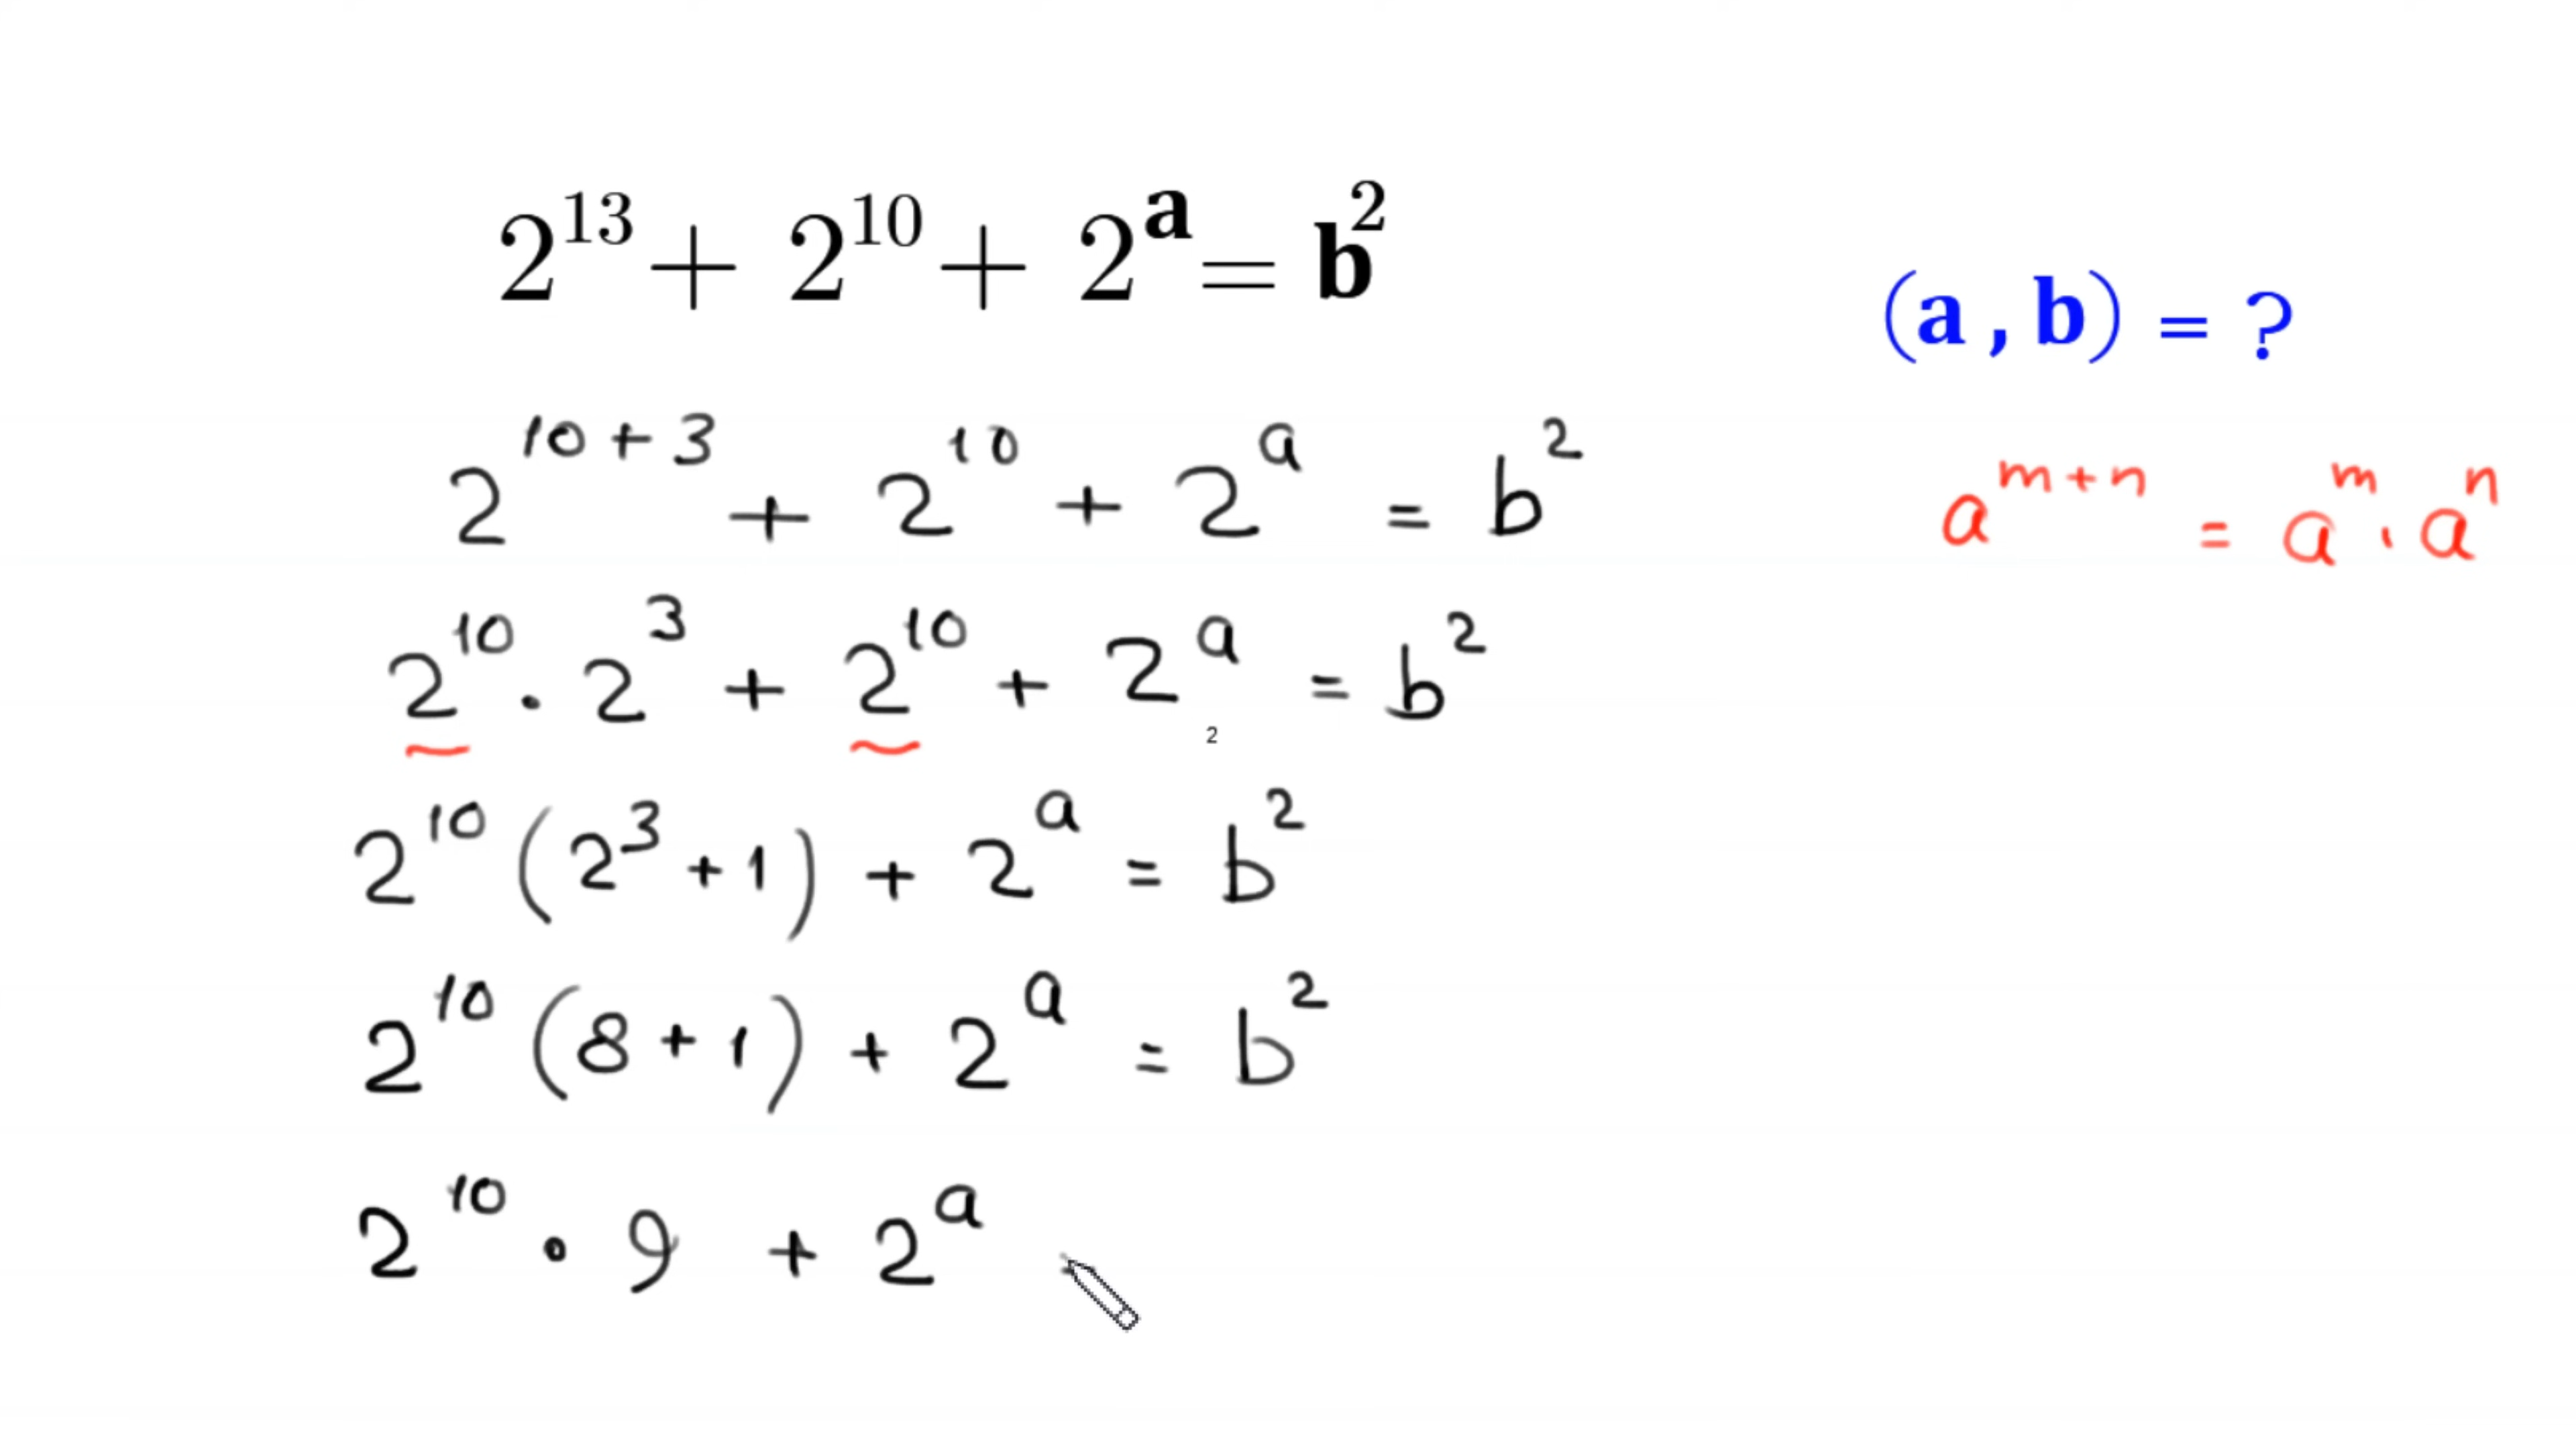 2^13 + 2^10 + 2^a = b^2
(a , b) = ?
2^10+3 + 2^10 + 2^a = b^2
a^m+n = a^m · a^n
2^10 · 2^3 + 2^10 + 2^a = b^2
2
2^10 (2^3 + 1) + 2^a = b^2
2^10 (8 + 1) + 2^a = b^2
2^10 · 9 + 2^a